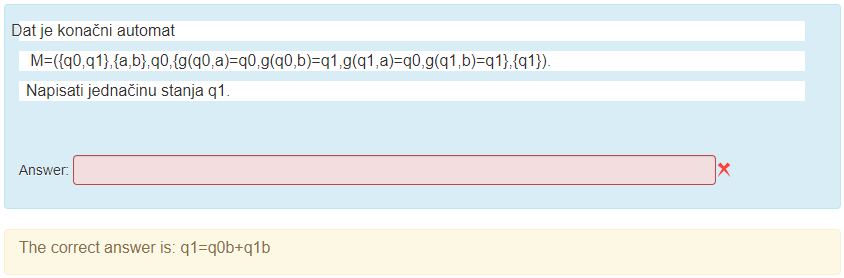 Dat je konačni automat
M=({q0,q1},{a,b},q0,{g(q0,a)=q0,g(q0,b)=q1,g(q1,a)=q0,g(q1,b)=q1},{q1}).
Napisati jednačinu stanja q1.
Answer:
The correct answer is: q1=q0b+q1b